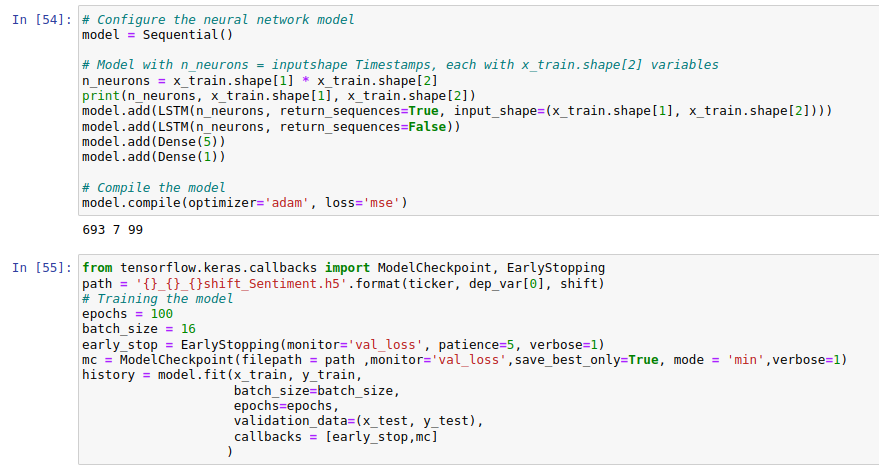 In [54]: # Configure the neural network model
model = Sequential()
# Model with n_neurons = inputshape Timestamps, each with x_train.shape[2] variables
n_neurons = x_train.shape[1] * x_train.shape[2]
print(n_neurons, x_train.shape[1], x_train.shape[2])
model.add(LSTM(n_neurons, return_sequences=True, input_shape=(x_train.shape[1], x_train.shape[2])))
model.add(LSTM(n_neurons, return_sequences=False))
model.add(Dense(5))
model.add(Dense(1))
# Compile the model
model.compile(optimizer='adam', loss='mse')
693 7 99
In [55]: from tensorflow.keras.callbacks import ModelCheckpoint, EarlyStopping
path = '{}_{}_{}shift_Sentiment.h5'.format(ticker, dep_var[0], shift)
# Training the model
epochs = 100
batch_size = 16
early_stop = EarlyStopping(monitor='val_loss', patience=5, verbose=1)
mc = ModelCheckpoint(filepath = path ,monitor='val_loss',save_best_only=True, mode = 'min',verbose=1)
history = model.fit(x_train, y_train,
batch_size=batch_size,
epochs=epochs,
validation_data=(x_test, y_test),
callbacks = [early_stop,mc]
)